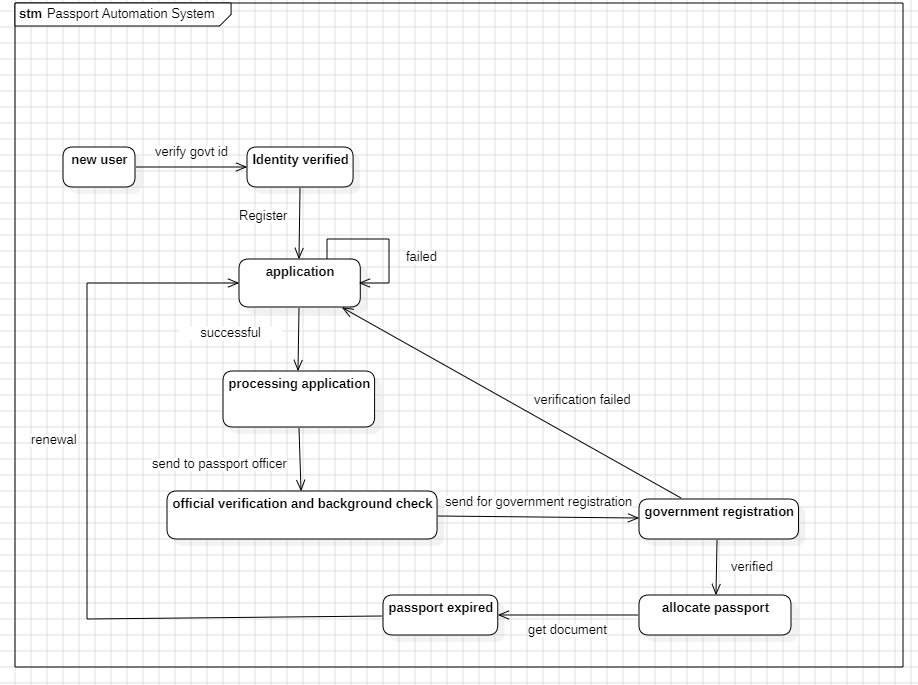 stm Passport Automation System
new user
verify govt id
Identity verified
Register
failed
application
successful
processing application
verification failed
renewal
send to passport officer
official verification and background check
send for government registration
government registration
verified
passport expired
allocate passport
get document